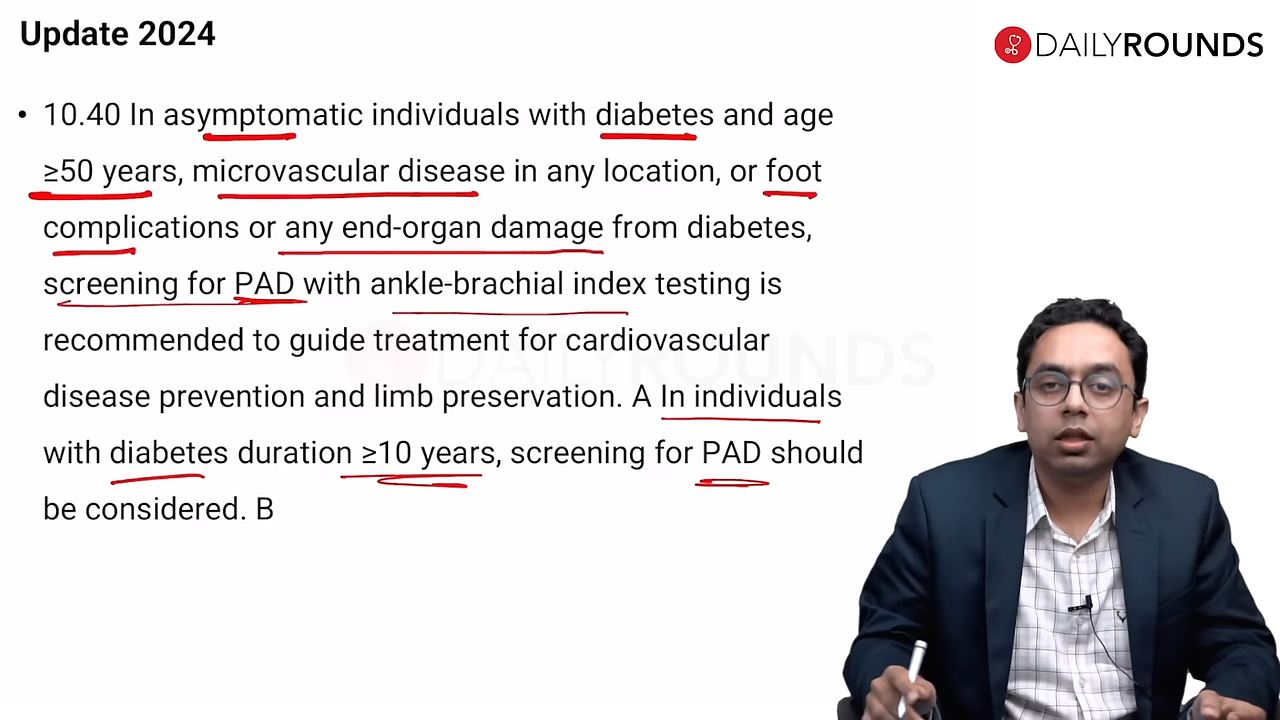 Update 2024
DAILYROUNDS
• 10.40 In asymptomatic individuals with diabetes and age
≥50 years, microvascular disease in any location, or foot
complications or any end-organ damage from diabetes,
screening for PAD with ankle-brachial index testing is
recommended to guide treatment for cardiovascular
DAILYROUNDS
disease prevention and limb preservation. A In individuals
with diabetes duration ≥10 years, screening for PAD should
be considered. B